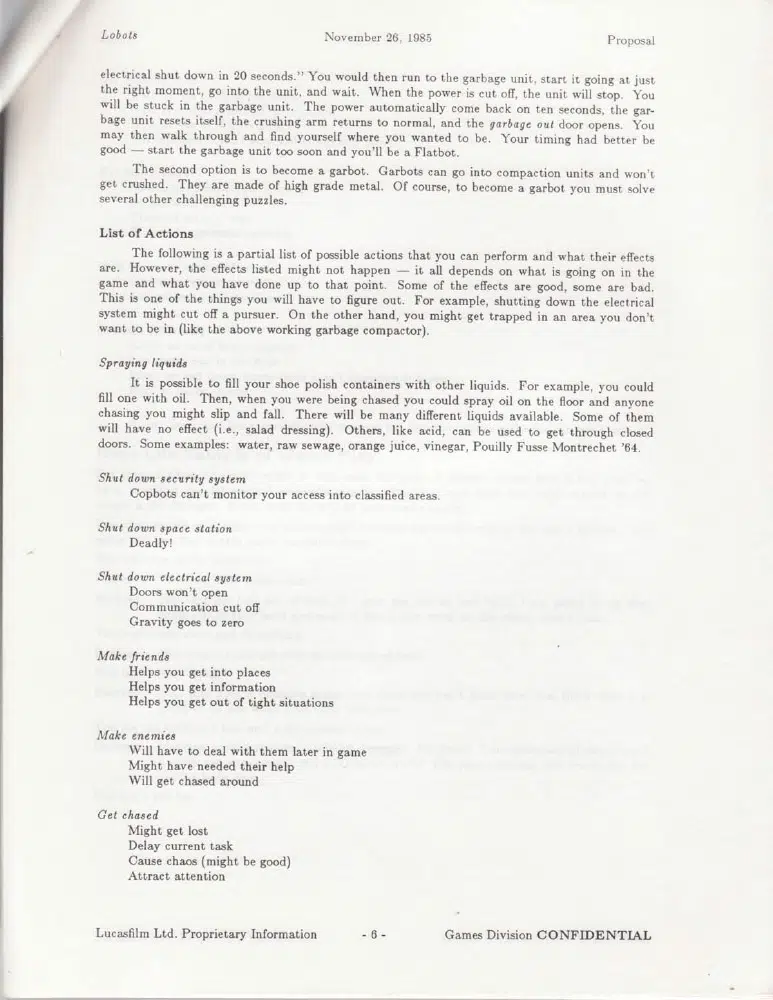 Lobots November 26, 1985 Proposal
electrical shut down in 20 seconds." You would then run to the garbage unit, start it going at just
the right moment, go into the unit, and wait. When the power is cut off, the unit will stop. You
will be stuck in the garbage unit. The power automatically come back on ten seconds, the gar-
bage unit resets itself, the crushing arm returns to normal, and the garbage out door opens. You
may then walk through and find yourself where you wanted to be. Your timing had better be
good — start the garbage unit too soon and you'll be a Flatbot.
The second option is to become a garbot. Garbots can go into compaction units and won't
get crushed. They are made of high grade metal. Of course, to become a garbot you must solve
several other challenging puzzles.
List of Actions
The following is a partial list of possible actions that you can perform and what their effects
are. However, the effects listed might not happen — it all depends on what is going on in the
game and what you have done up to that point. Some of the effects are good, some are bad.
This is one of the things you will have to figure out. For example, shutting down the electrical
system might cut off a pursuer. On the other hand, you might get trapped in an area you don't
want to be in (like the above working garbage compactor).
Spraying liquids
It is possible to fill your shoe polish containers with other liquids. For example, you could
fill one with oil. Then, when you were being chased you could spray oil on the floor and anyone
chasing you might slip and fall. There will be many different liquids available. Some of them
will have no effect (i.e., salad dressing). Others, like acid, can be used to get through closed
doors. Some examples: water, raw sewage, orange juice, vinegar, Pouilly Fusse Montrechet '64.
Shut down security system
Copbots can't monitor your access into classified areas.
Shut down space station
Deadly!
Shut down electrical system
Doors won't open
Communication cut off
Gravity goes to zero
Make friends
Helps you get into places
Helps you get information
Helps you get out of tight situations
Make enemies
Will have to deal with them later in game
Might have needed their help
Will get chased around
Get chased
Might get lost
Delay current task
Cause chaos (might be good)
Attract attention
Lucasfilm Ltd. Proprietary Information - 6 - Games Division CONFIDENTIAL